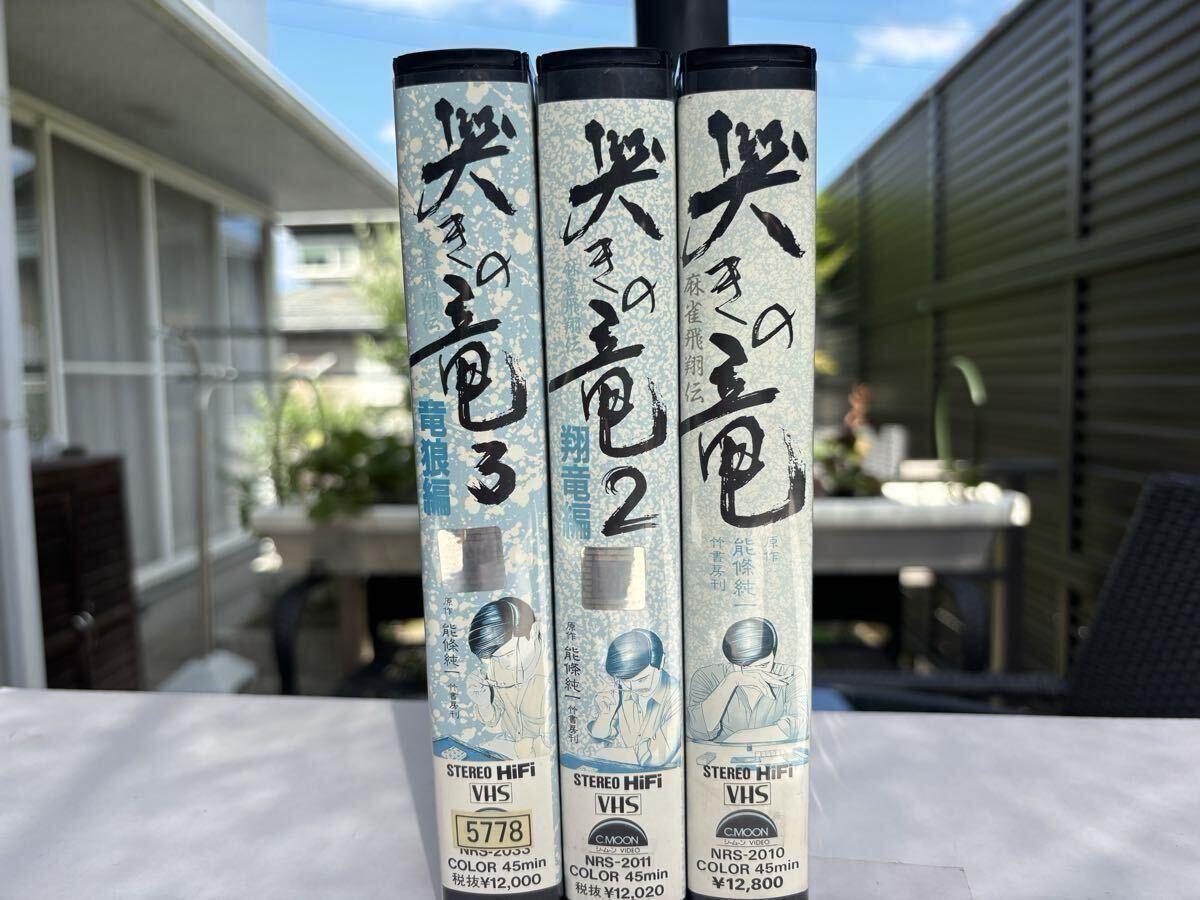 哭きの竜3
飛翔伝
竜狼編
原作 能條純一 竹書房刊
STEREO HiFi
VHS
5778
NRS-2033
COLOR 45min
税抜¥12,000
哭きの竜2
麻雀飛翔伝
翔竜編
原作 能條純一 竹書房刊
STEREO HiFi
VHS
C.MOON
シームーン VIDEO
NRS-2011
COLOR 45min
税抜¥12,020
哭きの竜
麻雀飛翔伝
原作
能條純一
竹書房刊
STEREO HiFi
VHS
C.MOON
シームーン VIDEO
NRS-2010
COLOR 45min
¥12,800